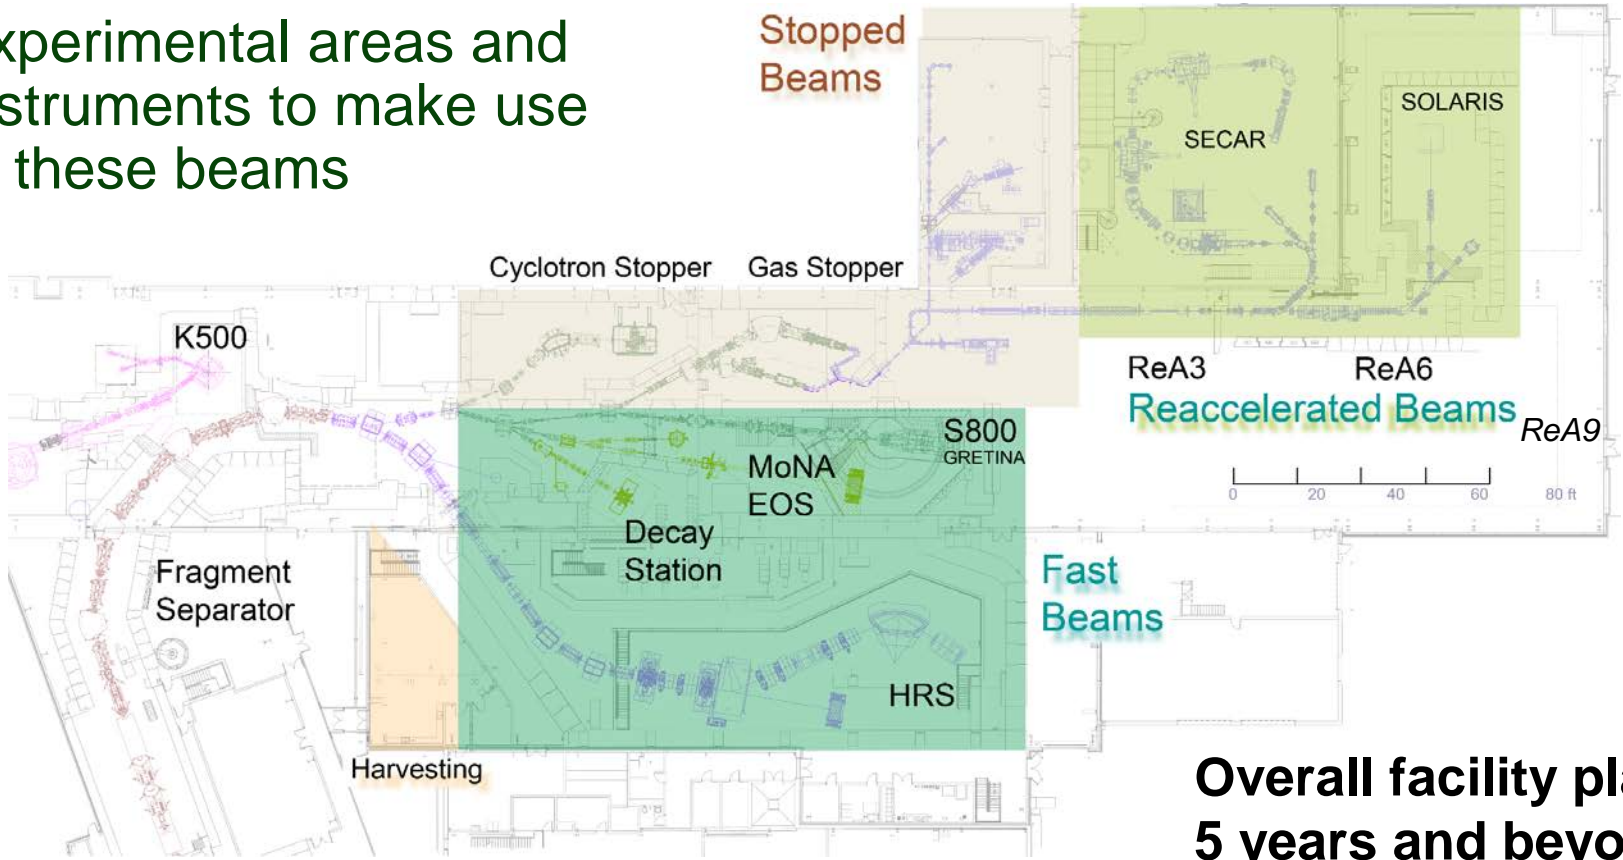 xperimental areas and
struments to make use
these beams
Stopped
Beams
SECAR
SOLARIS
Cyclotron Stopper
Gas Stopper
K500
ReA3
ReA6
Reaccelerated Beams
ReA9
S800
GRETINA
MoNA
EOS
0 20 40 60 80 ft
Decay
Station
Fragment
Separator
Fast
Beams
HRS
Harvesting
Overall facility pla
5 years and beyo